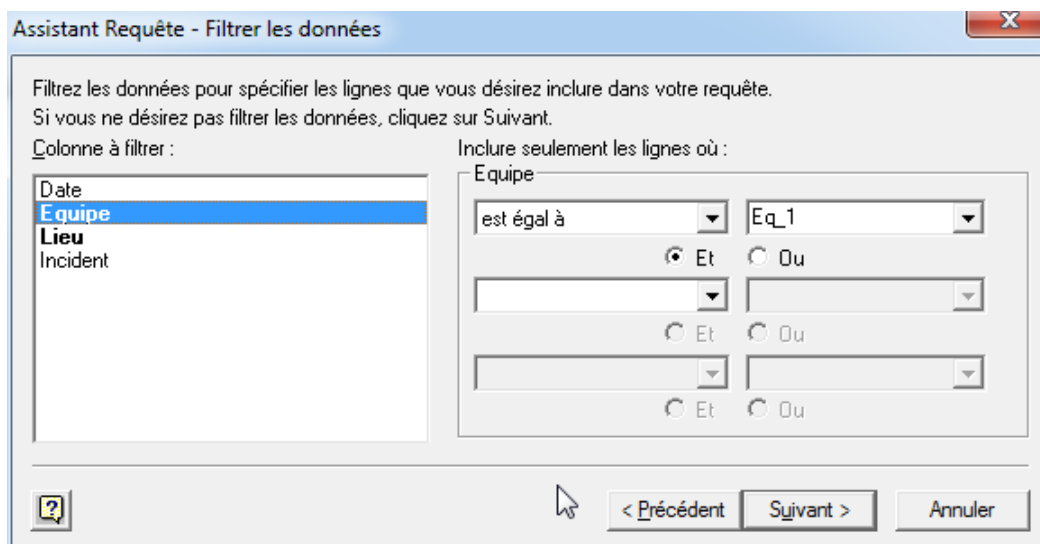 Assistant Requête - Filtrer les données
Filtrez les données pour spécifier les lignes que vous désirez inclure dans votre requête.
Si vous ne désirez pas filtrer les données, cliquez sur Suivant.
Colonne à filtrer :
Date
Equipe
Lieu
Incident
Inclure seulement les lignes où :
Equipe
est égal à Eq_1
Et Ou
Et Ou
Et Ou
< Précédent Suivant > Annuler